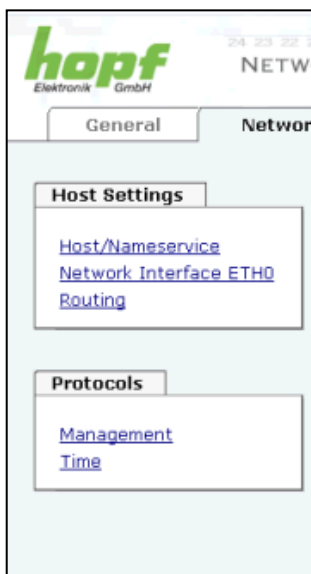 hopf
Elektronik GmbH
24 23 22 2
NETW
General
Networ
Host Settings
Host/Nameservice
Network Interface ETH0
Routing
Protocols
Management
Time